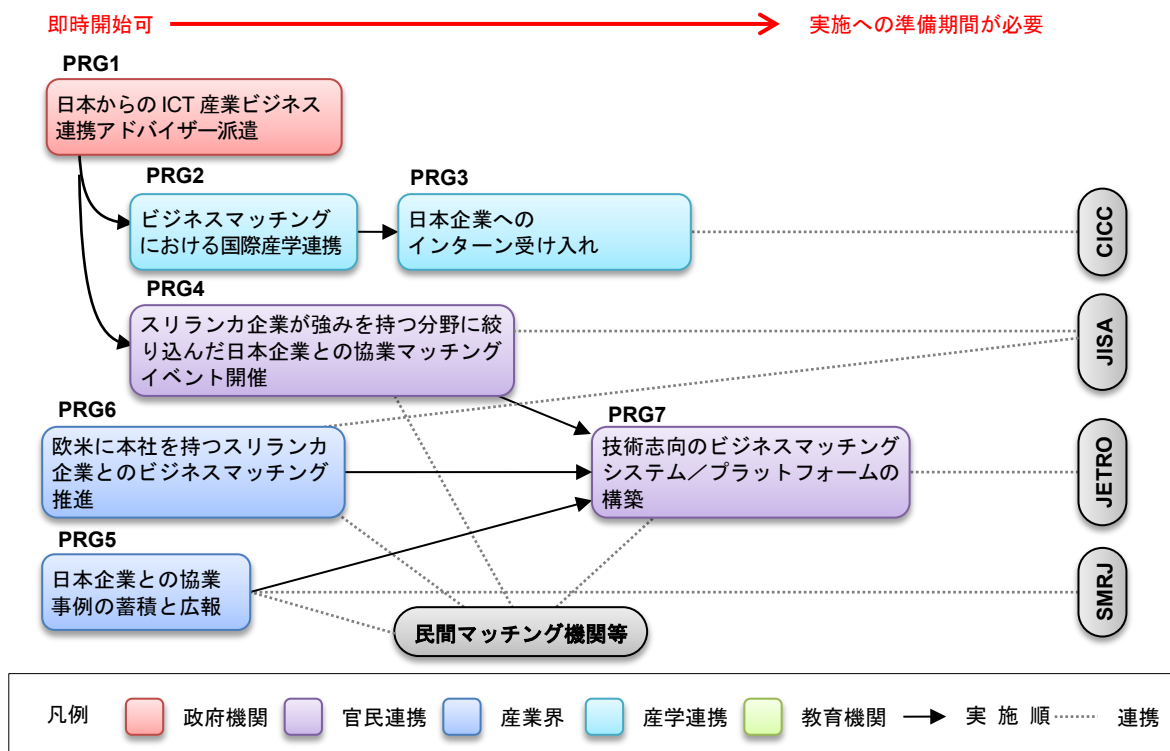 即時開始可
実施への準備期間が必要
PRG1
日本からの ICT 産業ビジネス
連携アドバイザー派遣
PRG2
ビジネスマッチング
における国際産学連携
PRG3
日本企業への
インターン受け入れ
CICC
PRG4
スリランカ企業が強みを持つ分野に絞
り込んだ日本企業との協業マッチング
イベント開催
JISA
PRG6
欧米に本社を持つスリランカ
企業とのビジネスマッチング
推進
PRG7
技術志向のビジネスマッチング
システム／プラットフォームの
構築
JETRO
PRG5
日本企業との協業
事例の蓄積と広報
SMRJ
民間マッチング機関等
凡例 政府機関 官民連携 産業界 産学連携 教育機関 実 施 順 連携